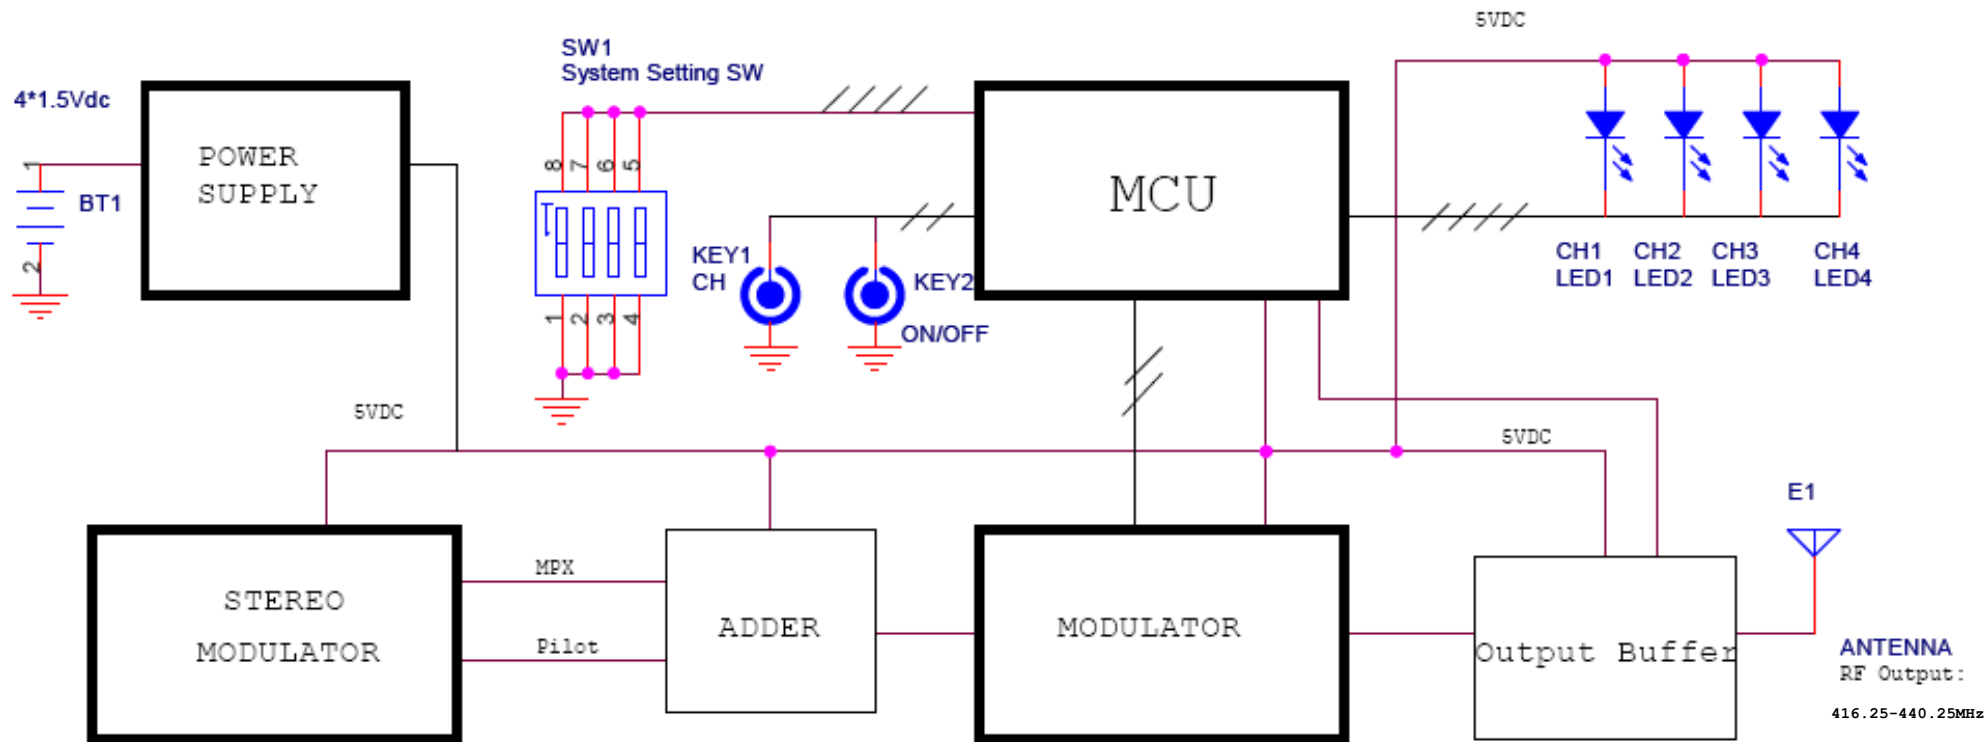 5VDC
SW1
System Setting SW
4*1.5Vdc
POWER
SUPPLY
1
BT1
2
8 7 6 5
1 2 3 4
MCU
KEY1
CH
KEY2
ON/OFF
CH1 CH2 CH3 CH4
LED1 LED2 LED3 LED4
5VDC
5VDC
E1
STEREO
MODULATOR
MPX
Pilot
ADDER
MODULATOR
Output Buffer
ANTENNA
RF Output:
416.25-440.25MHz